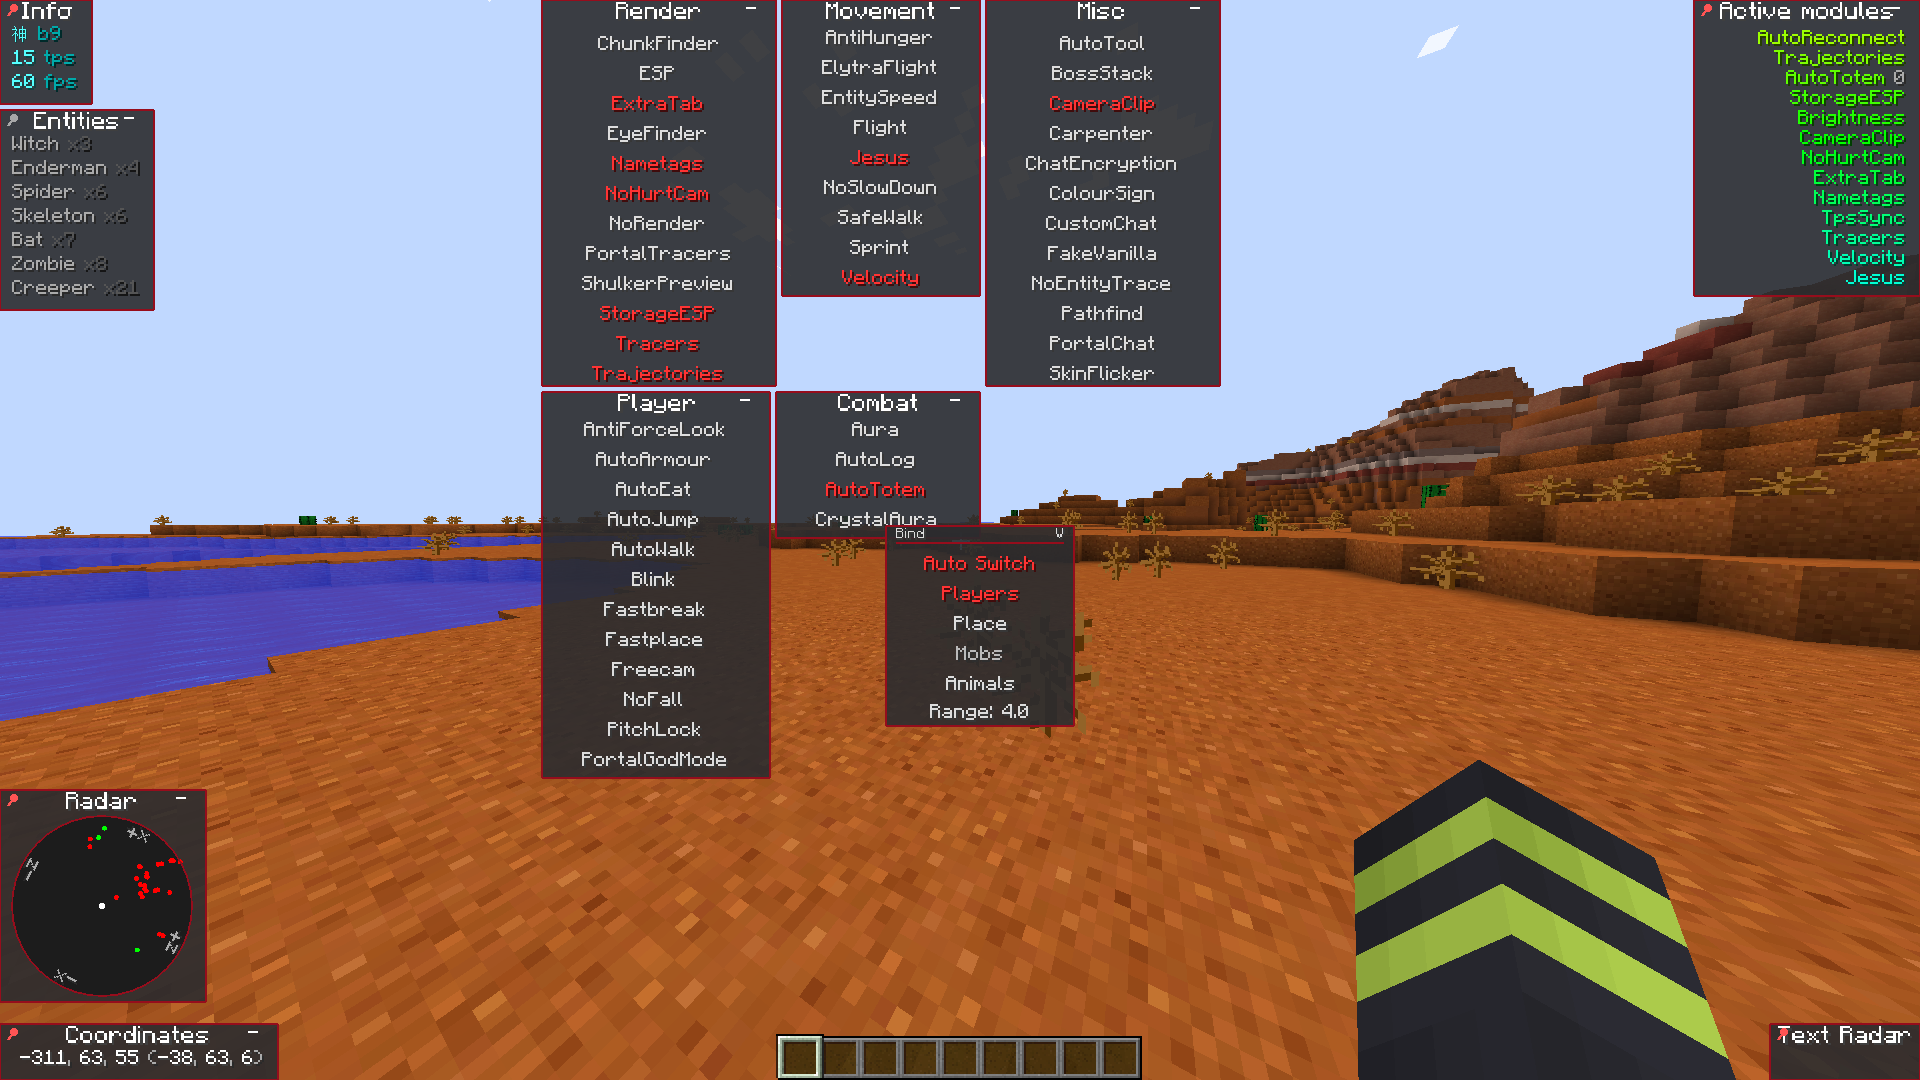 Info
神 b9
15 tps
60 fps
Entities
Witch x3
Enderman x4
Spider x6
Skeleton x6
Bat x7
Zombie x8
Creeper x21
Render
ChunkFinder
ESP
ExtraTab
EyeFinder
Nametags
NoHurtCam
NoRender
PortalTracers
ShulkerPreview
StorageESP
Tracers
Trajectories
Movement
AntiHunger
ElytraFlight
EntitySpeed
Flight
Jesus
NoSlowDown
SafeWalk
Sprint
Velocity
Misc
AutoTool
BossStack
CameraClip
Carpenter
ChatEncryption
ColourSign
CustomChat
FakeVanilla
NoEntityTrace
Pathfind
PortalChat
SkinFlicker
Active modules
AutoReconnect
Trajectories
AutoTotem 0
StorageESP
Brightness
CameraClip
NoHurtCam
ExtraTab
Nametags
TpsSync
Tracers
Velocity
Jesus
Player
AntiForceLook
AutoArmour
AutoEat
AutoJump
AutoWalk
Blink
Fastbreak
Fastplace
Freecam
NoFall
PitchLock
PortalGodMode
Combat
Aura
AutoLog
AutoTotem
CrystalAura
Bind V
Auto Switch
Players
Place
Mobs
Animals
Range: 4.0
Radar
+X
-Z
+Z
-X
Coordinates
-311, 63, 55 (-38, 63, 6)
Text Radar